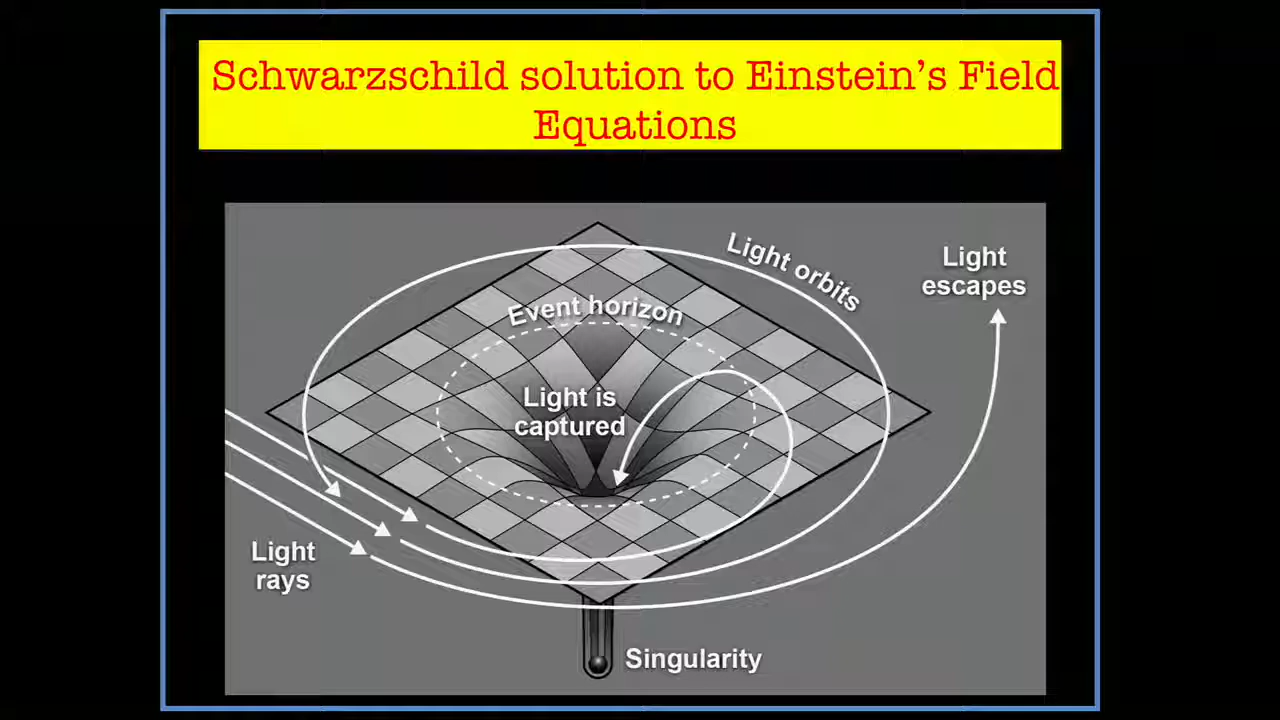 Schwarzschild solution to Einstein’s Field
Equations
Light orbits
Light
escapes
Event horizon
Light is
captured
Light
rays
Singularity